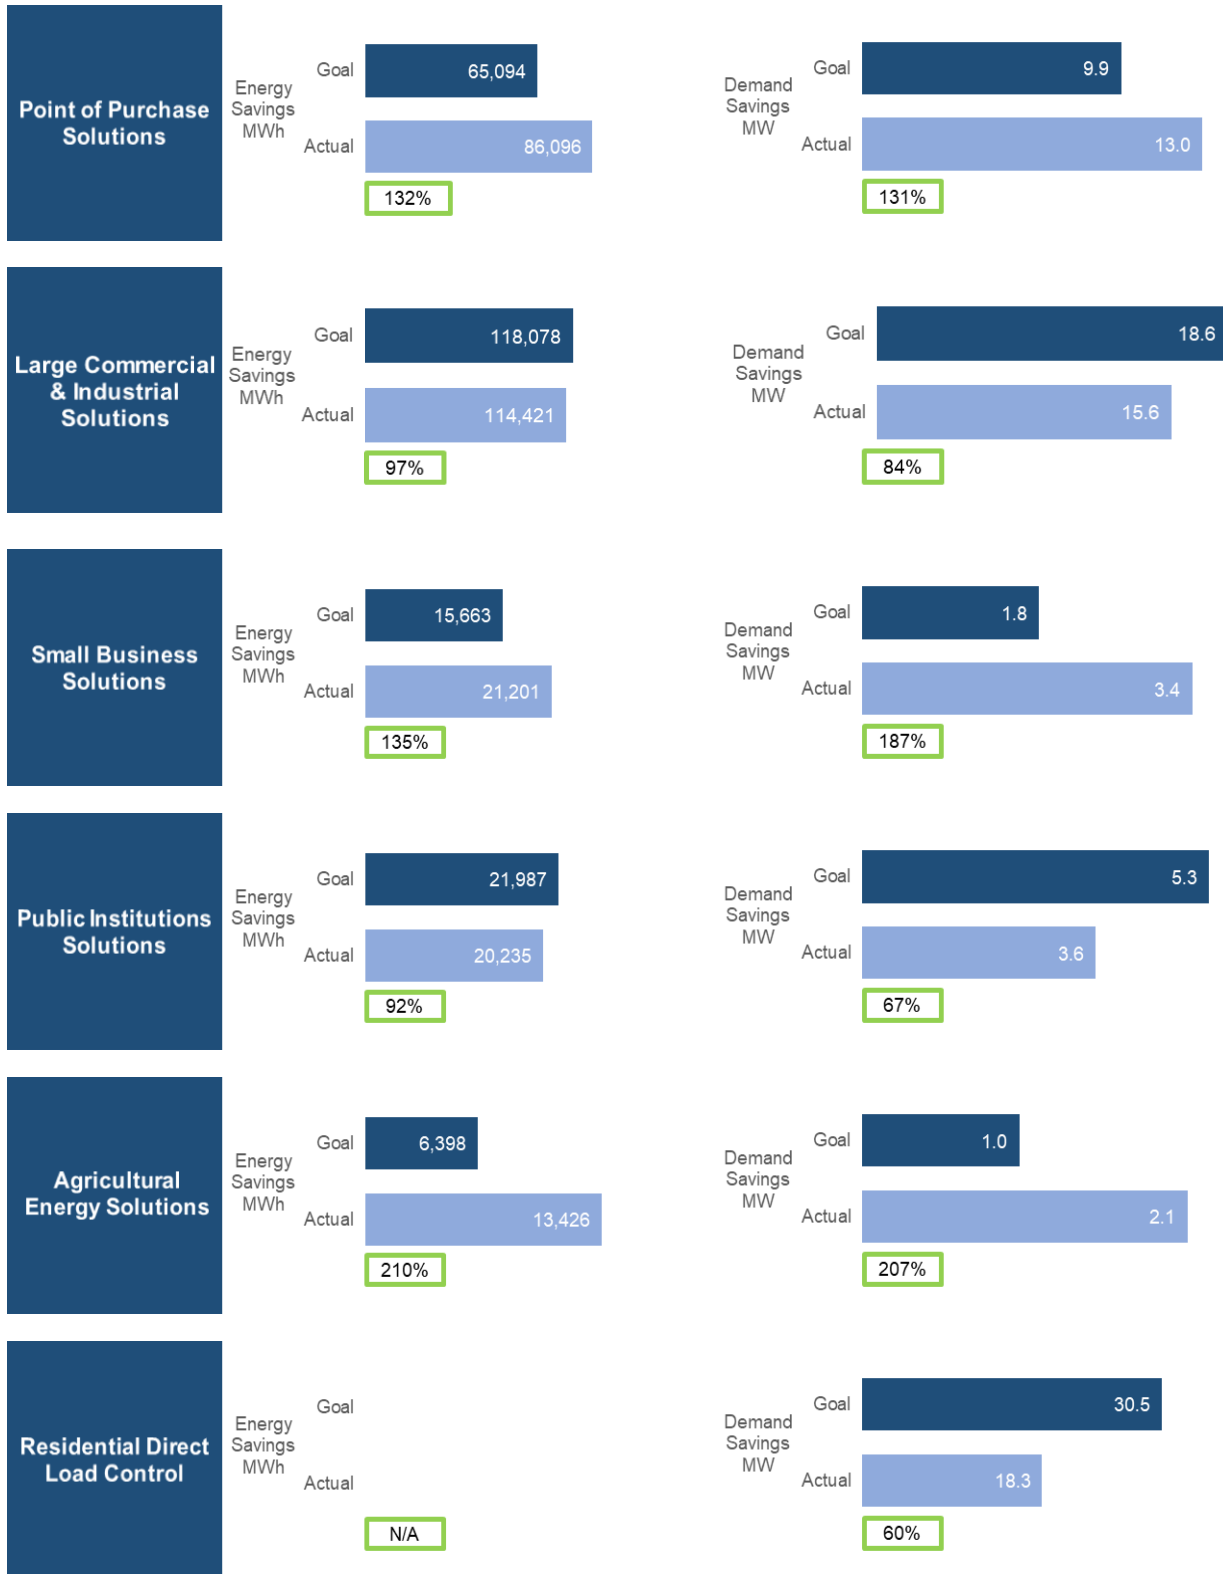 Point of Purchase
Solutions
Energy
Savings
MWh
Goal
65,094
Actual
86,096
132%
Demand
Savings
MW
Goal
9.9
Actual
13.0
131%
Large Commercial
& Industrial
Solutions
Energy
Savings
MWh
Goal
118,078
Actual
114,421
97%
Demand
Savings
MW
Goal
18.6
Actual
15.6
84%
Small Business
Solutions
Energy
Savings
MWh
Goal
15,663
Actual
21,201
135%
Demand
Savings
MW
Goal
1.8
Actual
3.4
187%
Public Institutions
Solutions
Energy
Savings
MWh
Goal
21,987
Actual
20,235
92%
Demand
Savings
MW
Goal
5.3
Actual
3.6
67%
Agricultural
Energy Solutions
Energy
Savings
MWh
Goal
6,398
Actual
13,426
210%
Demand
Savings
MW
Goal
1.0
Actual
2.1
207%
Residential Direct
Load Control
Energy
Savings
MWh
Goal
Actual
N/A
Demand
Savings
MW
Goal
30.5
Actual
18.3
60%